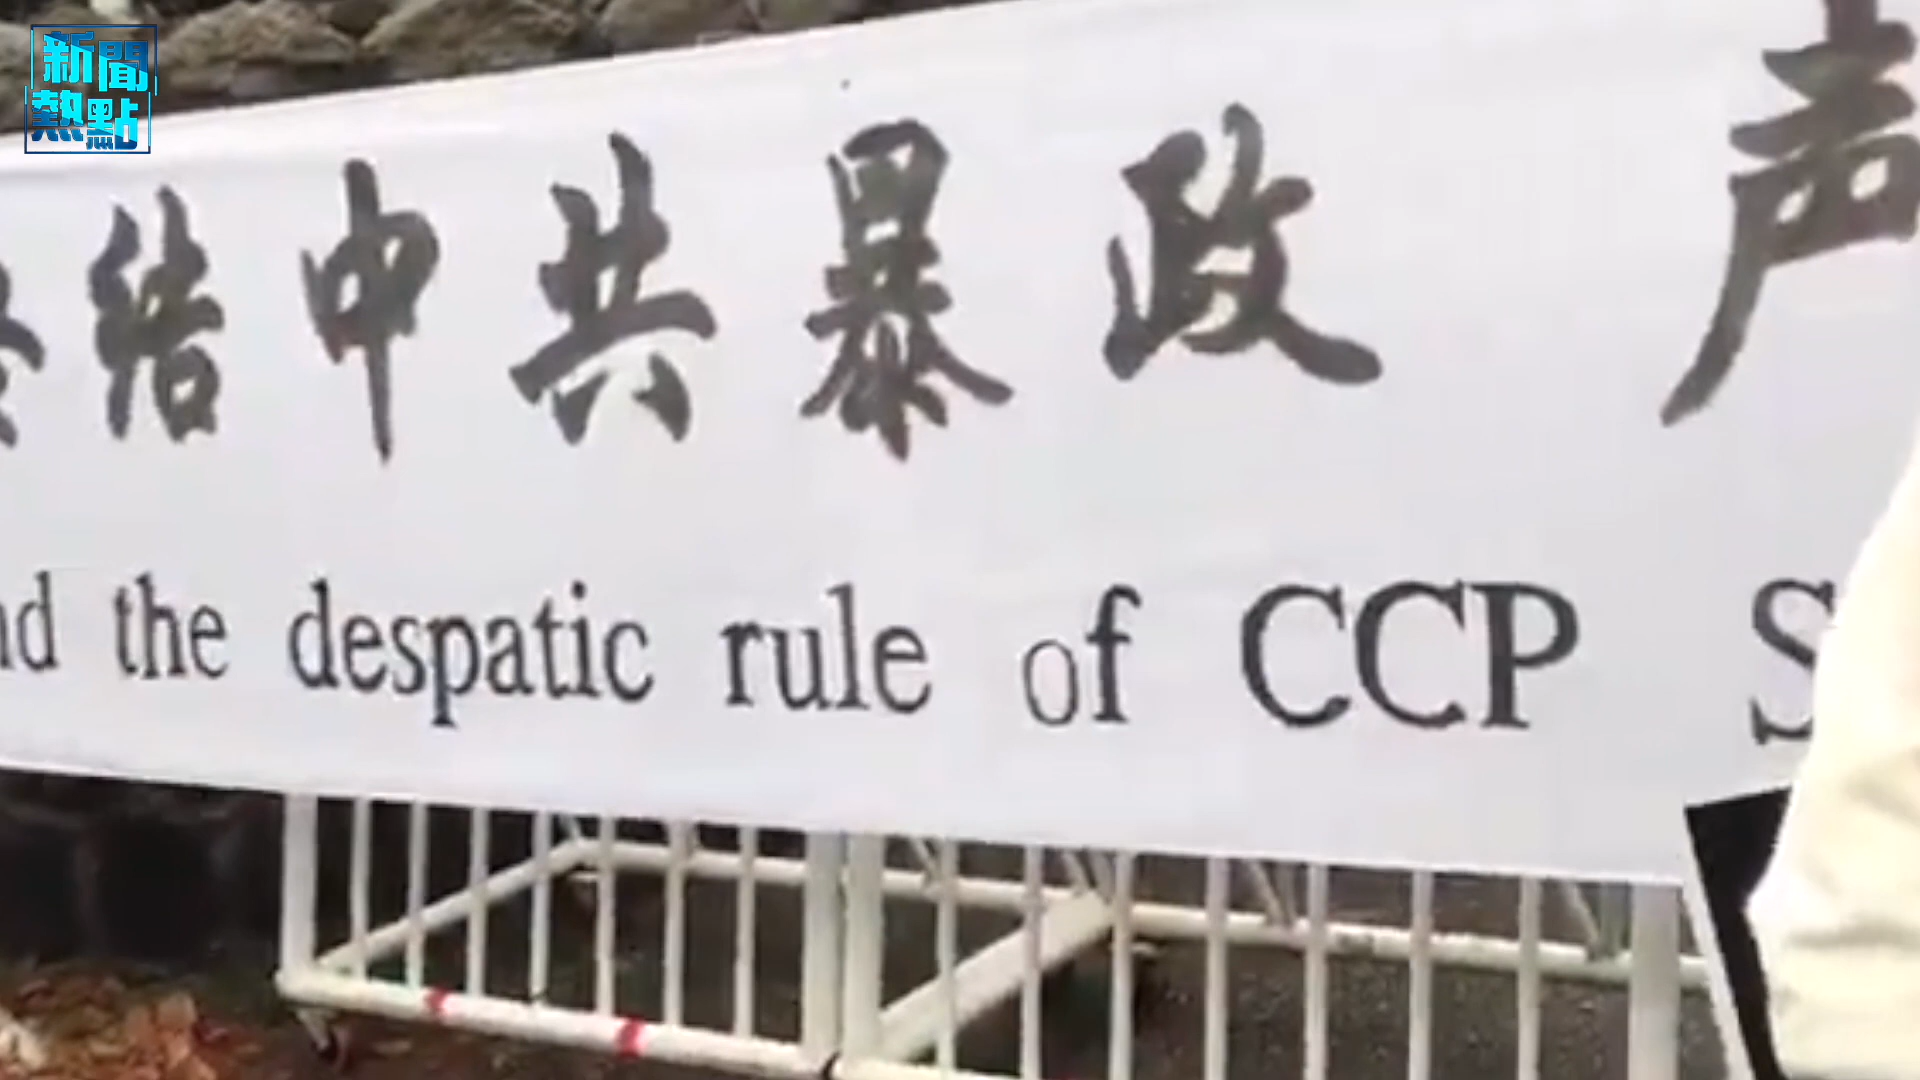 新聞
熱點
结中共暴政 声
the despatic rule of CCP